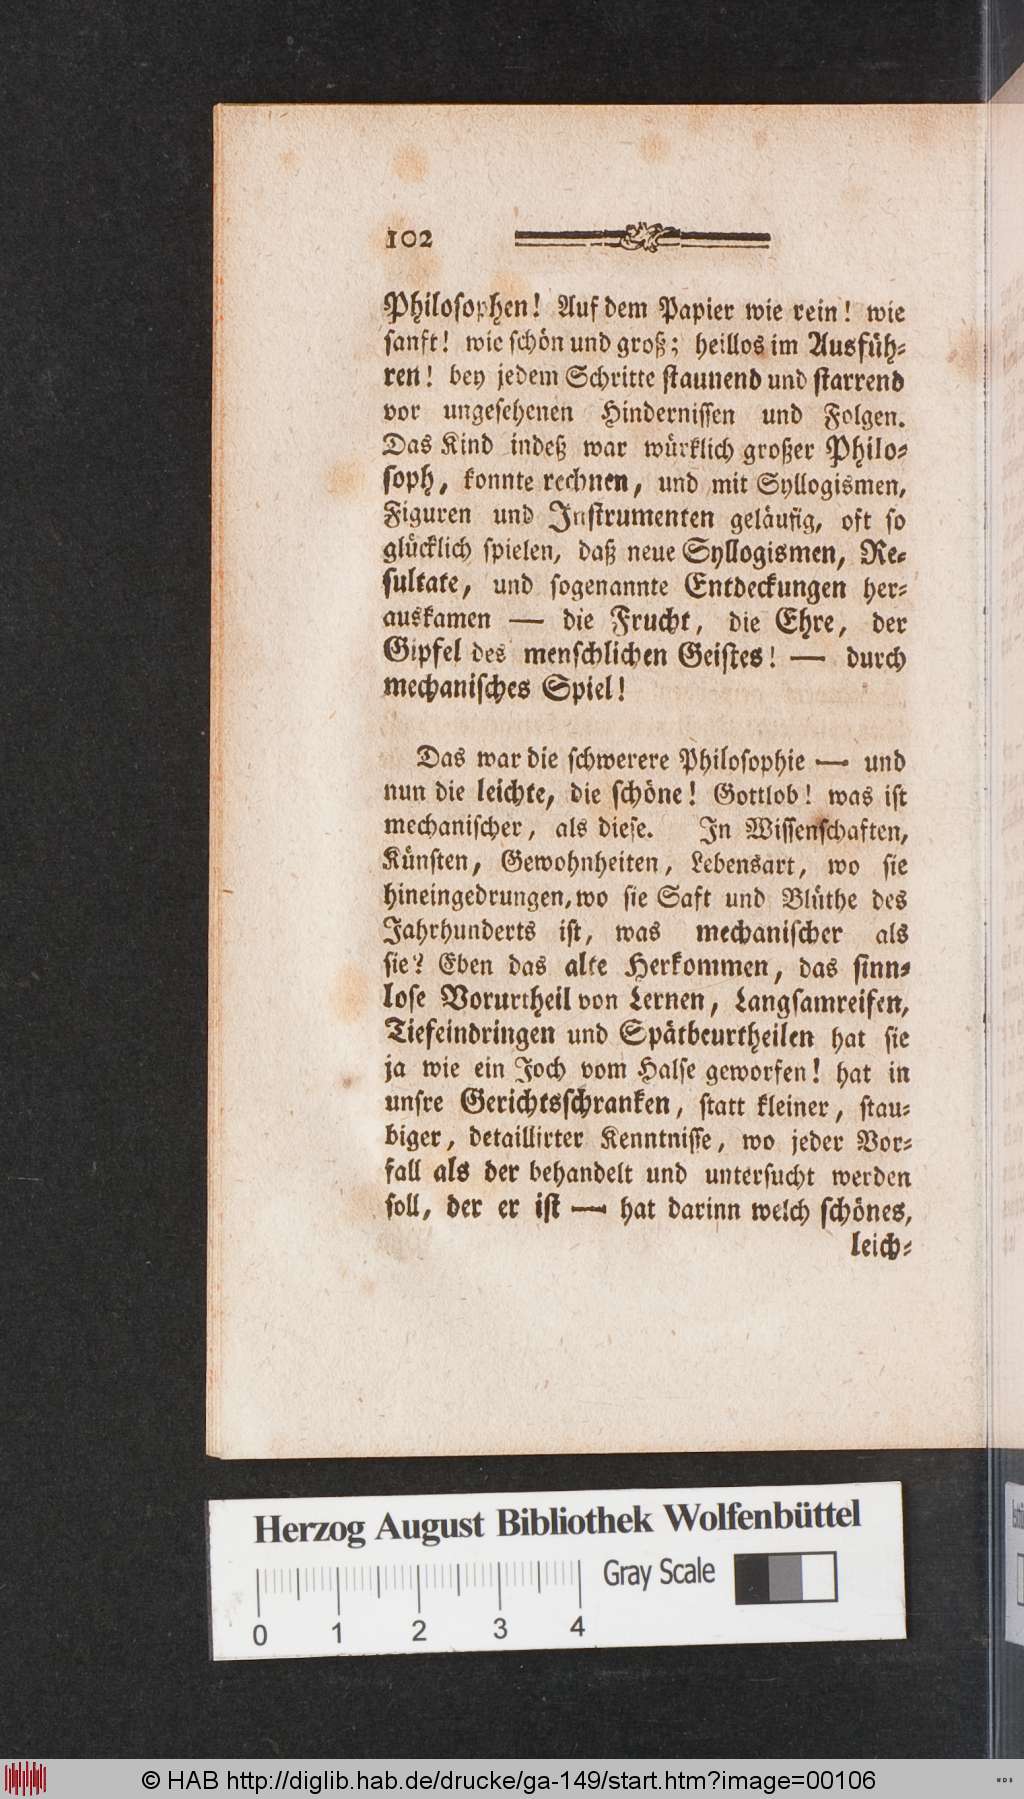 102
Philosophen! Auf dem Papier wie rein! wie
sanft! wie schön und groß; heillos im Ausfüh-
ren! bey jedem Schritte staunend und starrend
vor ungesehenen Hindernissen und Folgen.
Das Kind indeß war würklich großer Philo-
soph, konnte rechnen, und mit Syllogismen,
Figuren und Instrumenten geläufig, oft so
glücklich spielen, daß neue Syllogismen, Re-
sultate, und sogenannte Entdeckungen her-
auskamen — die Frucht, die Ehre, der
Gipfel des menschlichen Geistes! — durch
mechanisches Spiel!
Das war die schwerere Philosophie — und
nun die leichte, die schöne! Gottlob! was ist
mechanischer, als diese. In Wissenschaften,
Künsten, Gewohnheiten, Lebensart, wo sie
hineingedrungen, wo sie Saft und Blüthe des
Jahrhunderts ist, was mechanischer als
sie? Eben das alte Herkommen, das sinn-
lose Vorurtheil von Lernen, Langsamreifen,
Tiefeindringen und Spätbeurtheilen hat sie
ja wie ein Joch vom Halse geworfen! hat in
unsre Gerichtsschranken, statt kleiner, stau-
biger, detaillirter Kenntnisse, wo jeder Vor-
fall als der behandelt und untersucht werden
soll, der er ist — hat darinn welch schönes,
leich-
Herzog August Bibliothek Wolfenbüttel
Gray Scale
0 1 2 3 4
© HAB http://diglib.hab.de/drucke/ga-149/start.htm?image=00106